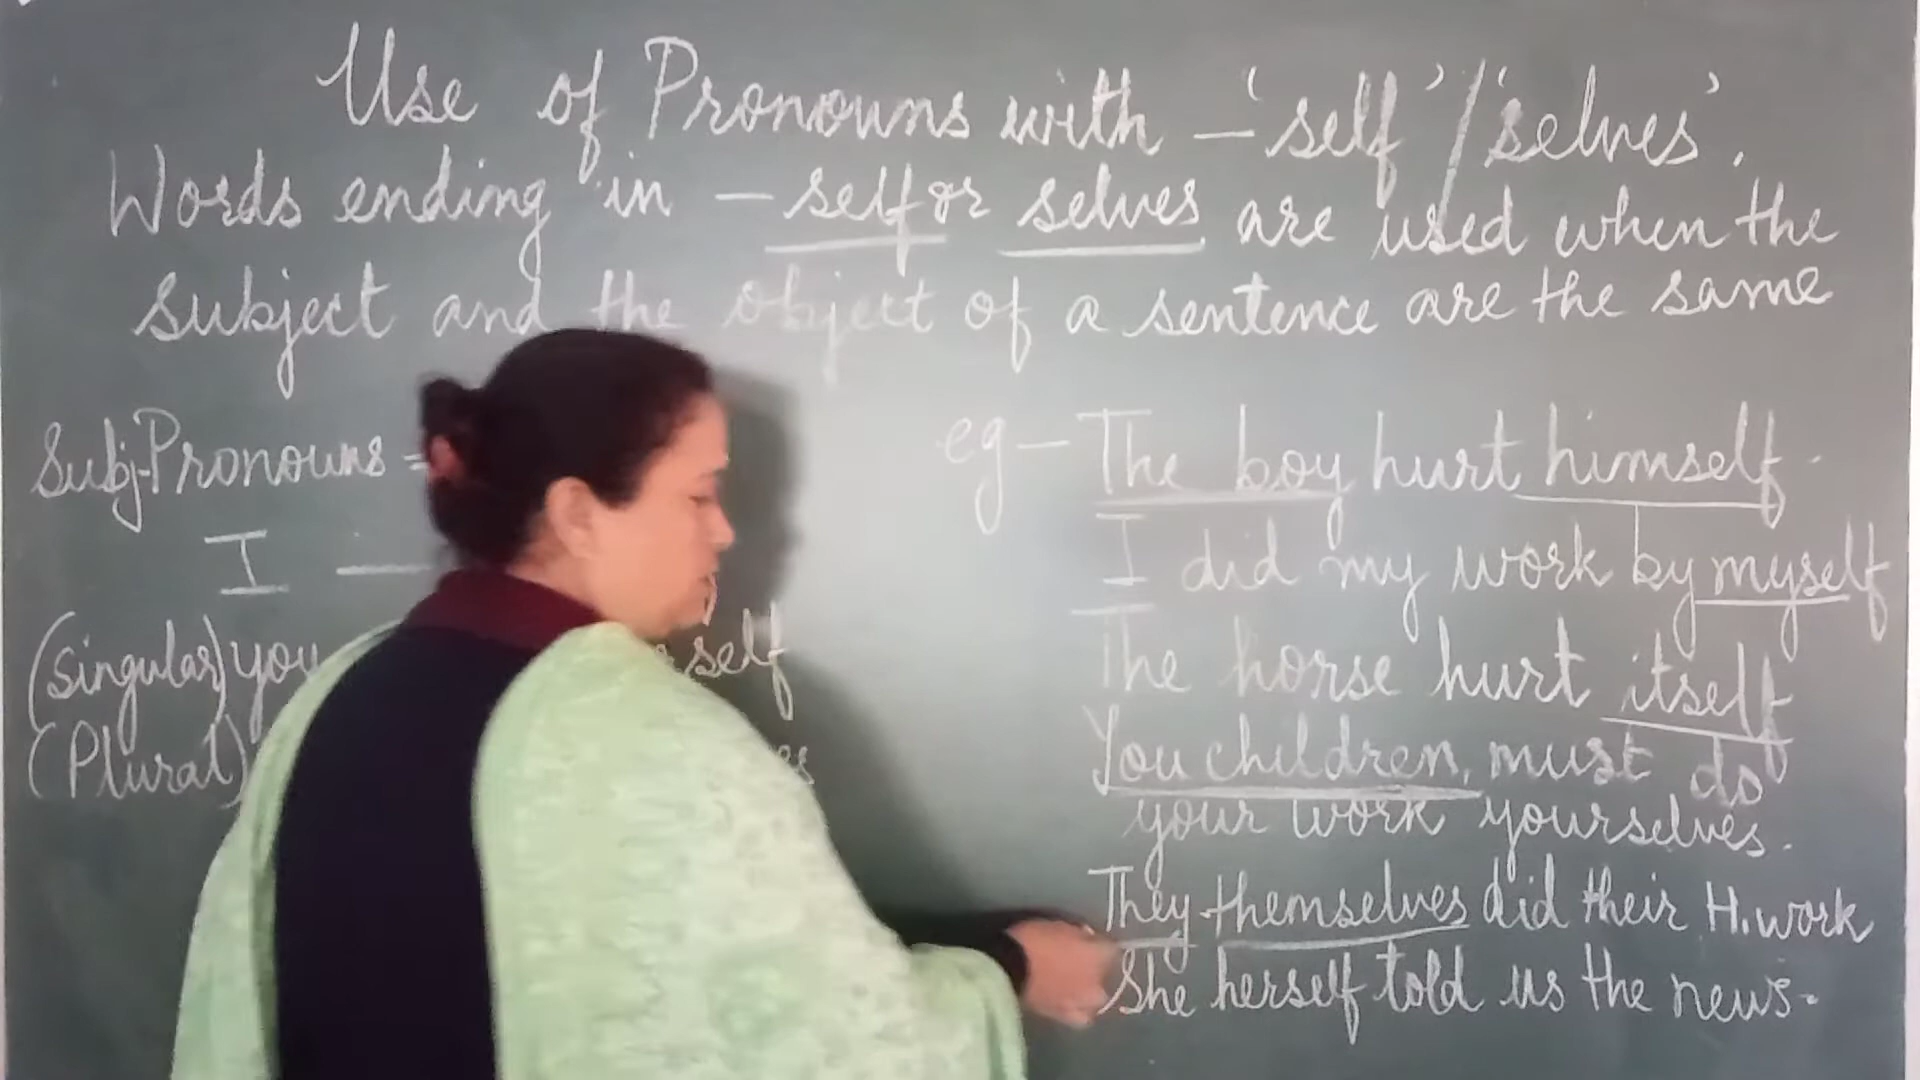 Use of Pronouns with – 'self' / 'selves'.
Words ending in – self or selves are used when the
subject and the object of a sentence are the same
Subj-Pronouns =
I —
(singular) you self
(Plural)
eg – The boy hurt himself.
I did my work by myself
The horse hurt itself
You children, must do
your work yourselves.
They themselves did their H.work
She herself told us the news.